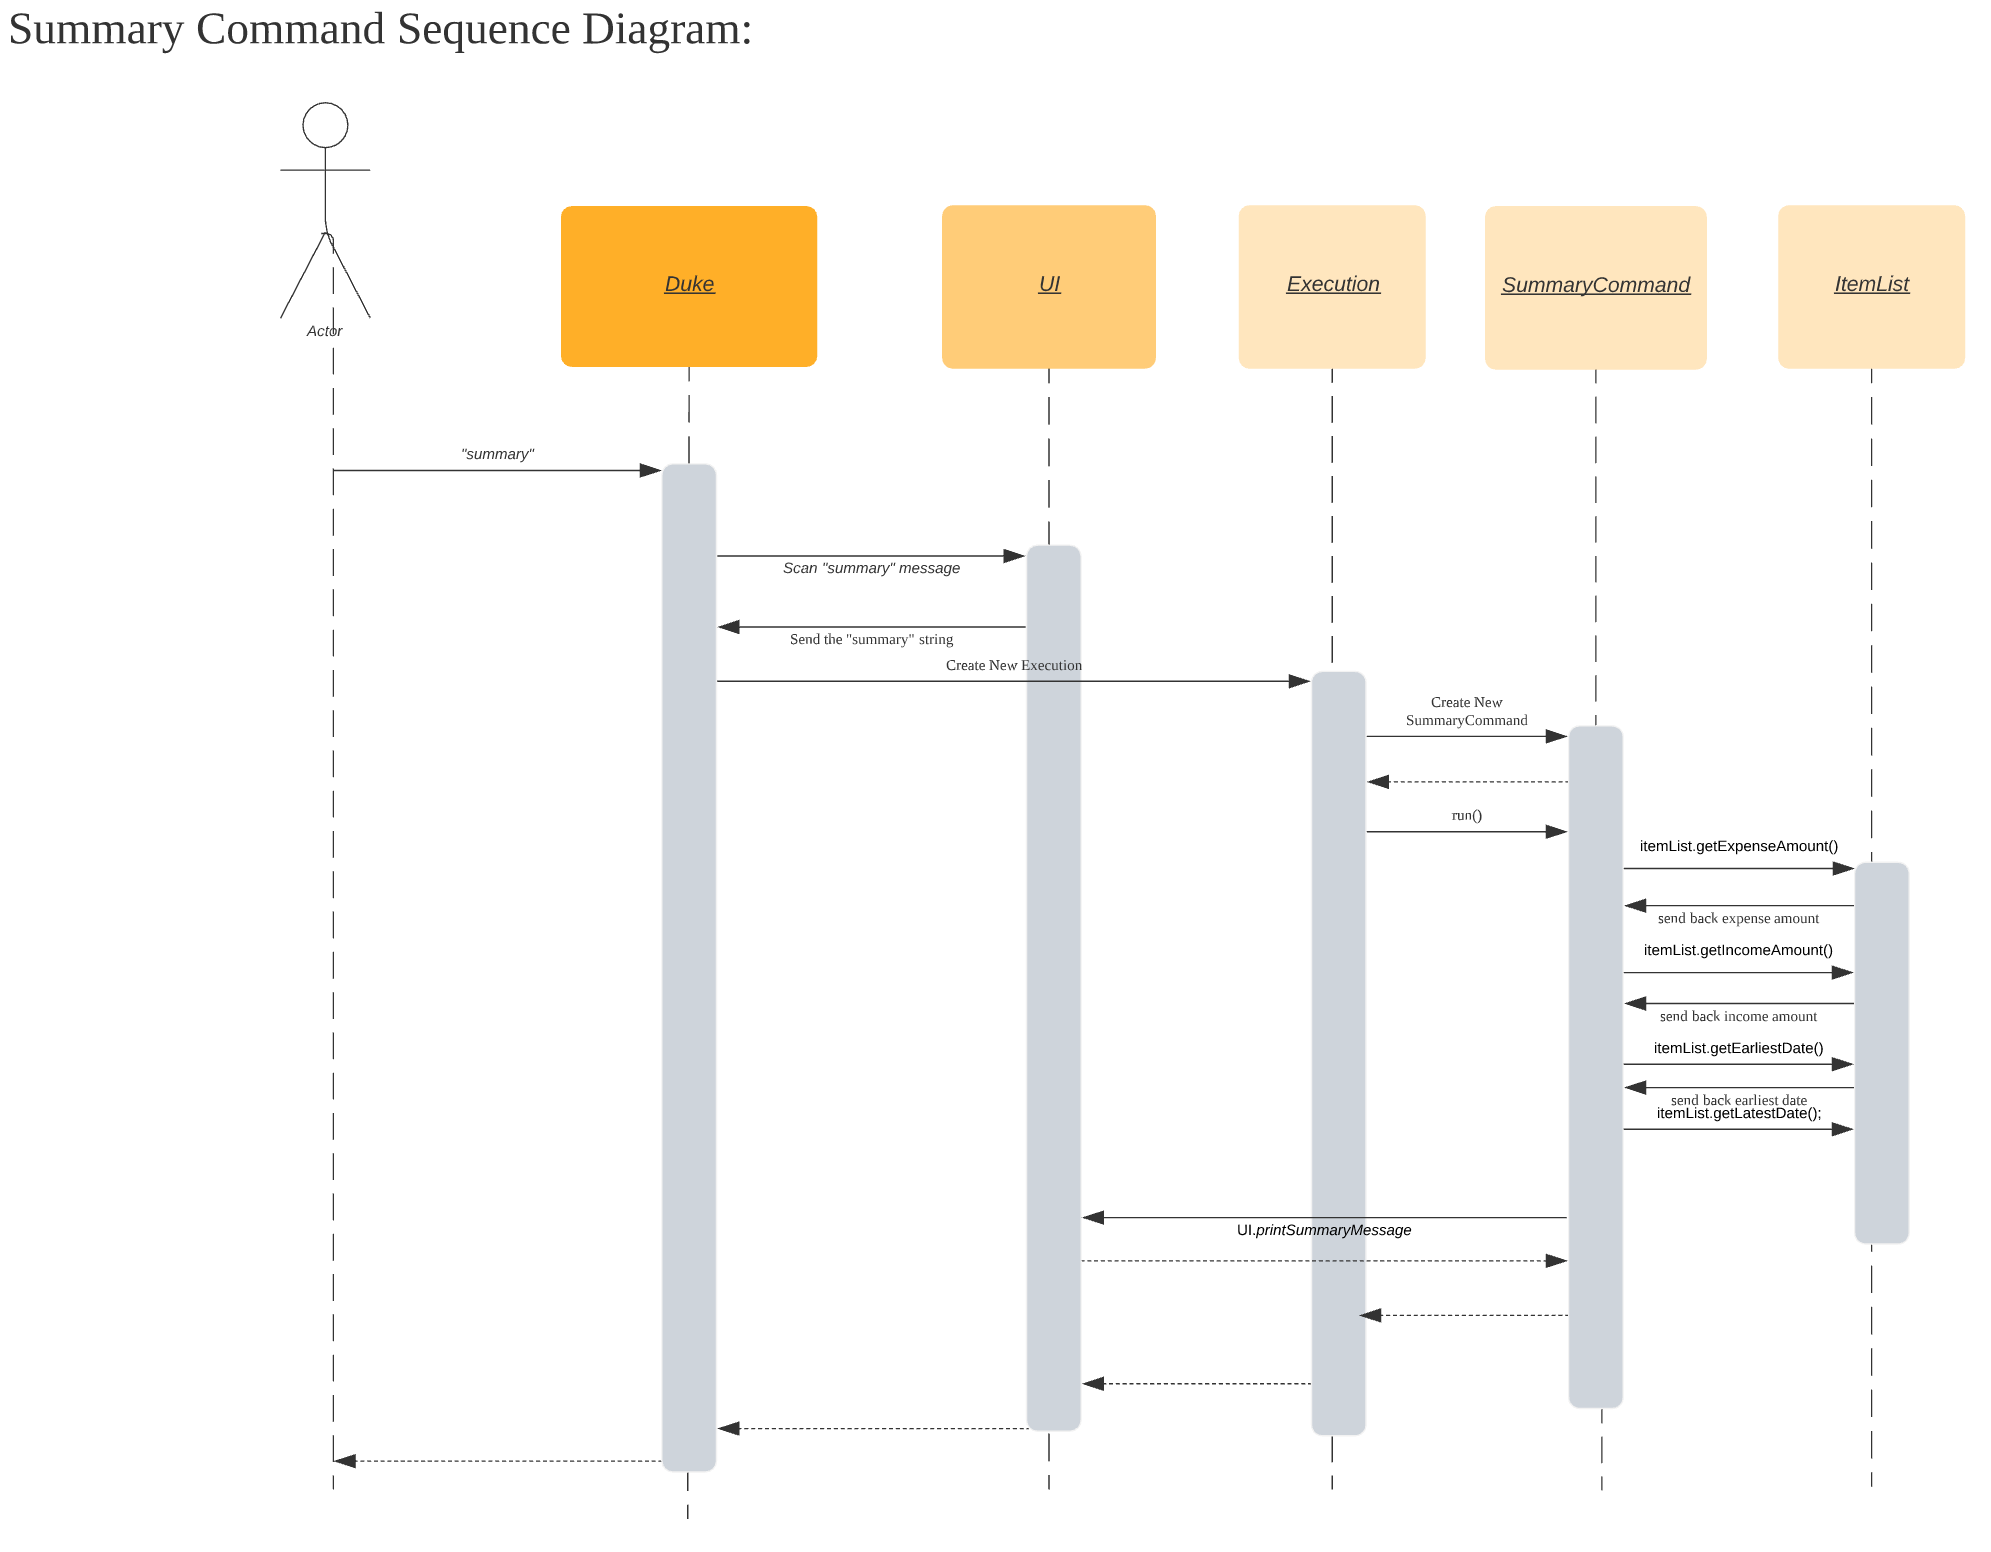 Summary Command Sequence Diagram:
Actor
Duke
UI
Execution
SummaryCommand
ItemList
"summary"
Scan "summary" message
Send the "summary" string
Create New Execution
Create New
SummaryCommand
run()
itemList.getExpenseAmount()
send back expense amount
itemList.getIncomeAmount()
send back income amount
itemList.getEarliestDate()
send back earliest date
itemList.getLatestDate();
UI.printSummaryMessage